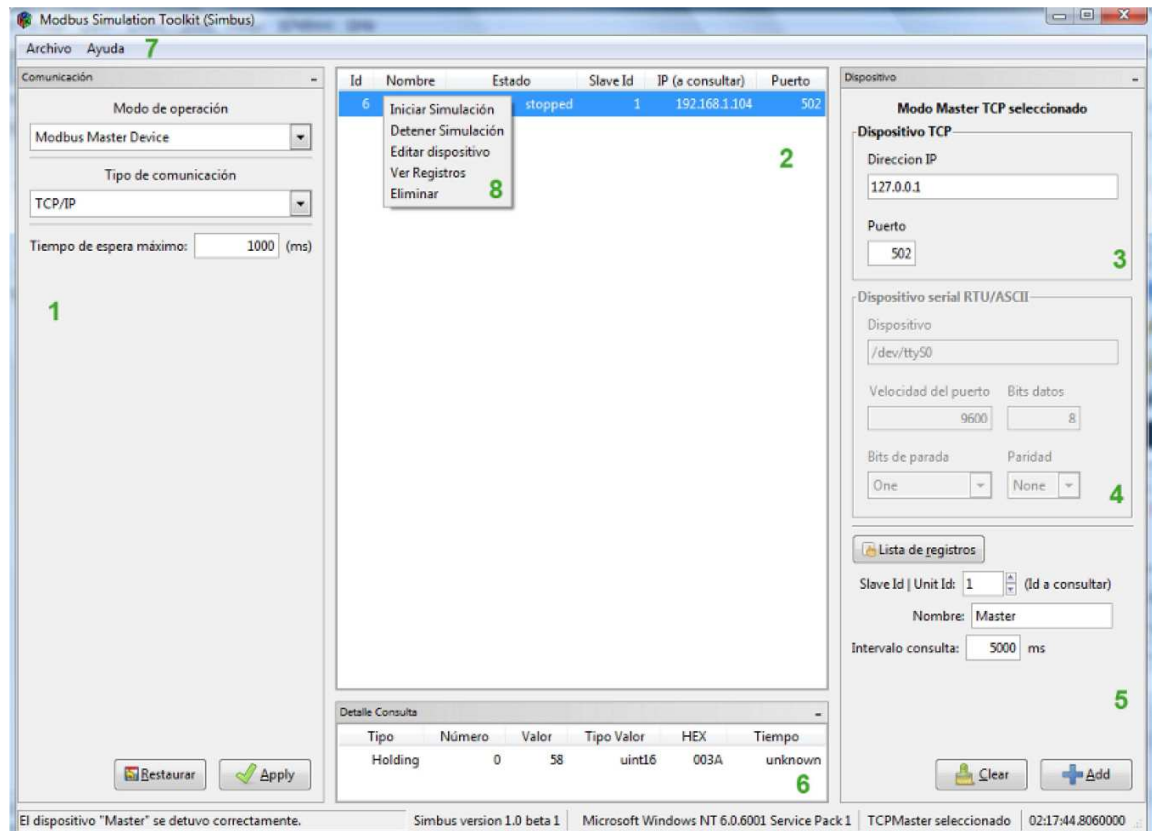 Modbus Simulation Toolkit (Simbus)
Archivo Ayuda 7
Comunicación
Modo de operación
Modbus Master Device
Tipo de comunicación
TCP/IP
Tiempo de espera máximo: 1000 (ms)
1
Restaurar Apply
Id Nombre Estado Slave Id IP (a consultar) Puerto
6 stopped 1 192.168.1.104 502
Iniciar Simulación
Detener Simulación
Editar dispositivo
Ver Registros
Eliminar 8
2
Detalle Consulta
Tipo Número Valor Tipo Valor HEX Tiempo
Holding 0 58 uint16 003A unknown
6
Dispositivo
Modo Master TCP seleccionado
Dispositivo TCP
Direccion IP
127.0.0.1
Puerto
502
3
Dispositivo serial RTU/ASCII
Dispositivo
/dev/ttyS0
Velocidad del puerto Bits datos
9600 8
Bits de parada Paridad
One None
4
Lista de registros
Slave Id | Unit Id: 1 (Id a consultar)
Nombre: Master
Intervalo consulta: 5000 ms
5
Clear Add
El dispositivo "Master" se detuvo correctamente. Simbus version 1.0 beta 1 Microsoft Windows NT 6.0.6001 Service Pack 1 TCPMaster seleccionado 02:17:44.8060000